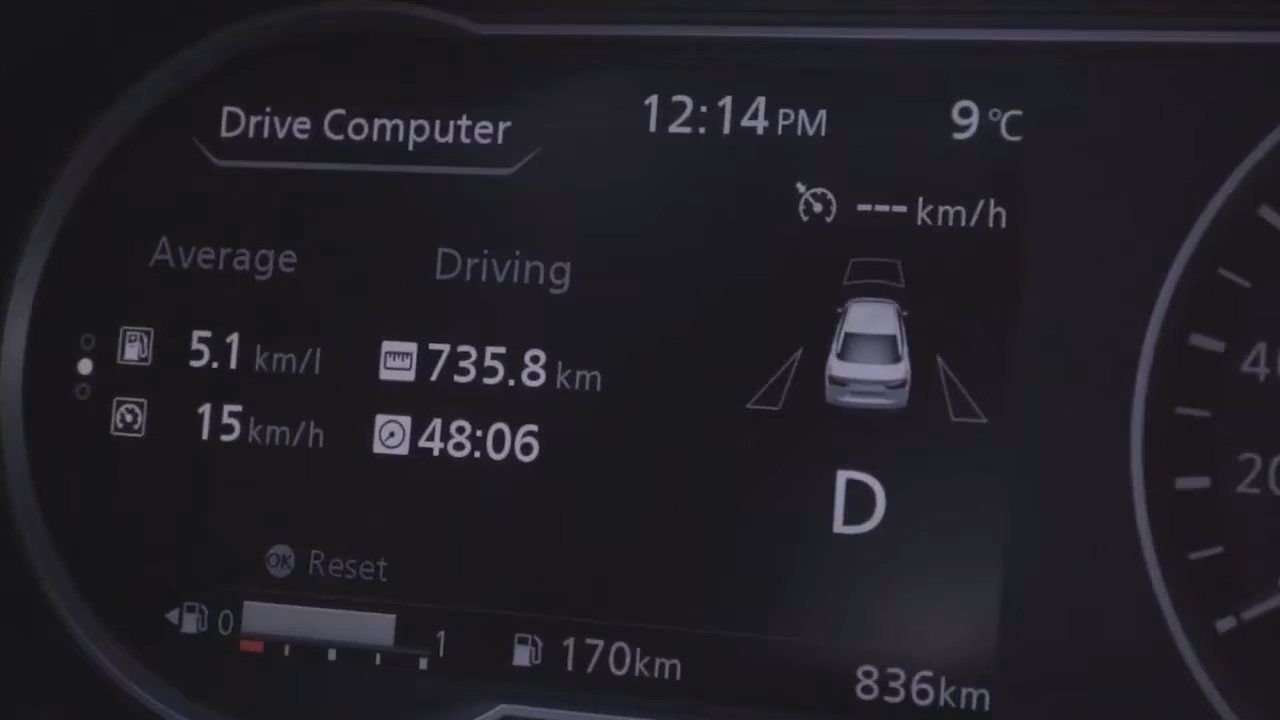 Drive Computer
12:14 PM
9 °C
--- km/h
Average
Driving
5.1 km/l
735.8 km
15 km/h
48:06
D
OK Reset
0
1
170km
836km
20